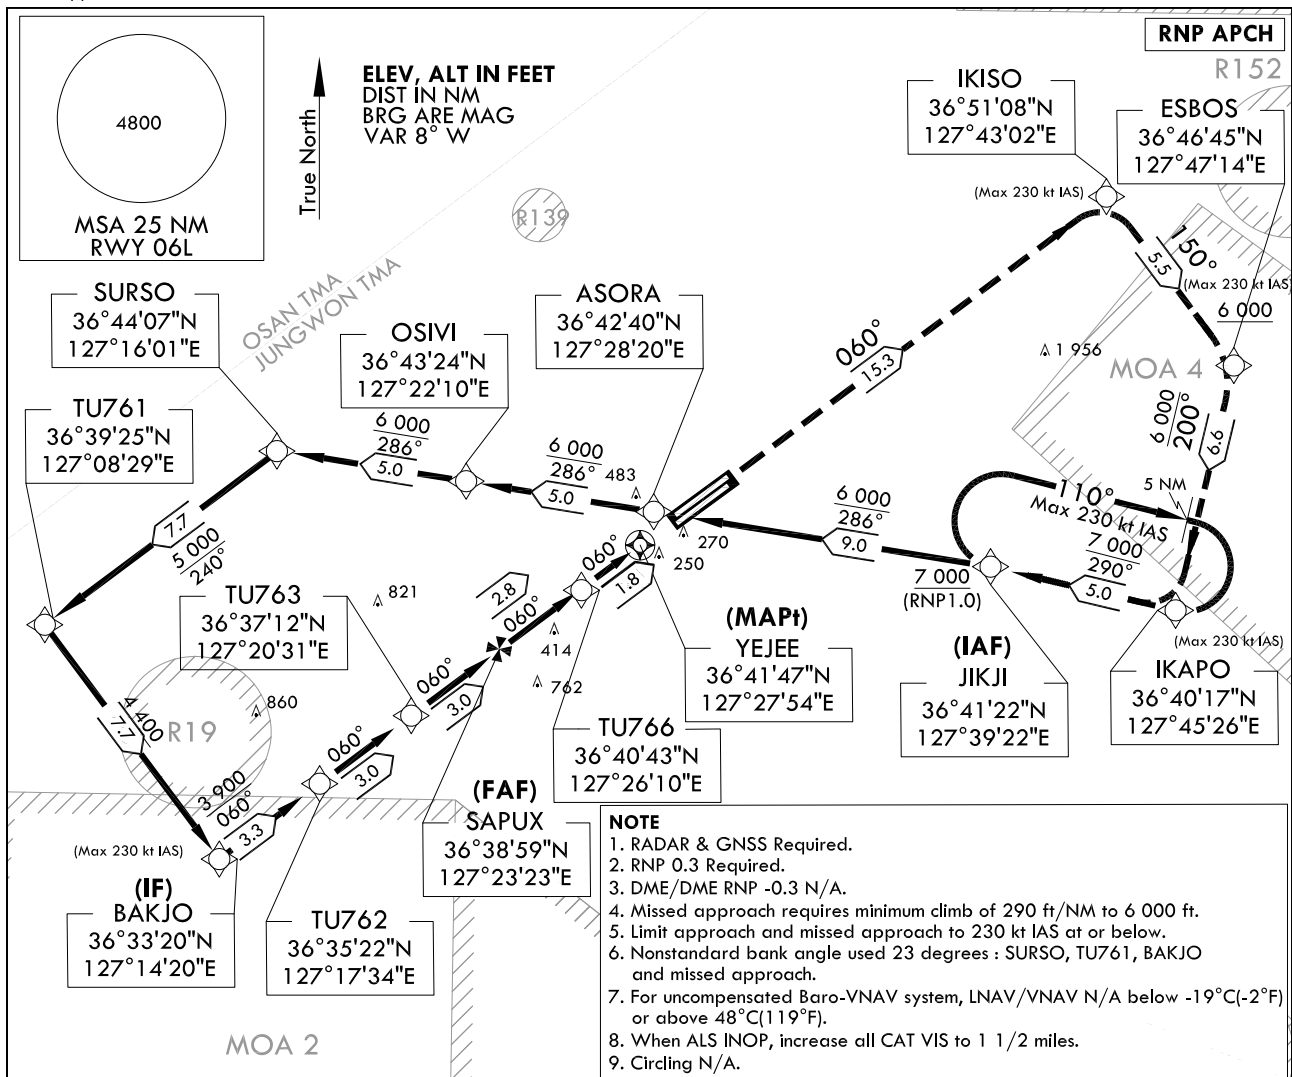 RNP APCH
R152
4800
MSA 25 NM
RWY 06L
True North
ELEV, ALT IN FEET
DIST IN NM
BRG ARE MAG
VAR 8° W
R139
OSAN TMA
JUNGWON TMA
IKISO
36°51'08"N
127°43'02"E
ESBOS
36°46'45"N
127°47'14"E
(Max 230 kt IAS)
150°
5.5
(Max 230 kt IAS)
6 000
SURSO
36°44'07"N
127°16'01"E
OSIVI
36°43'24"N
127°22'10"E
ASORA
36°42'40"N
127°28'20"E
060°
15.3
1 956
MOA 4
TU761
36°39'25"N
127°08'29"E
6 000
286°
5.0
6 000
286°
5.0
483
6 000
200°
6.6
7.7
5 000
240°
270
250
6 000
286°
9.0
110°
Max 230 kt IAS
5 NM
7 000
290°
5.0
7 000
(RNP1.0)
(Max 230 kt IAS)
TU763
36°37'12"N
127°20'31"E
821
2.8
060°
060°
1.8
414
762
(MAPt)
YEJEE
36°41'47"N
127°27'54"E
(IAF)
JIKJI
36°41'22"N
127°39'22"E
IKAPO
36°40'17"N
127°45'26"E
4 400
7.7
R19
860
060°
3.0
060°
3.0
TU766
36°40'43"N
127°26'10"E
3 900
060°
3.3
(Max 230 kt IAS)
(IF)
BAKJO
36°33'20"N
127°14'20"E
TU762
36°35'22"N
127°17'34"E
(FAF)
SAPUX
36°38'59"N
127°23'23"E
MOA 2
NOTE
1. RADAR & GNSS Required.
2. RNP 0.3 Required.
3. DME/DME RNP -0.3 N/A.
4. Missed approach requires minimum climb of 290 ft/NM to 6 000 ft.
5. Limit approach and missed approach to 230 kt IAS at or below.
6. Nonstandard bank angle used 23 degrees : SURSO, TU761, BAKJO
and missed approach.
7. For uncompensated Baro-VNAV system, LNAV/VNAV N/A below -19°C(-2°F)
or above 48°C(119°F).
8. When ALS INOP, increase all CAT VIS to 1 1/2 miles.
9. Circling N/A.